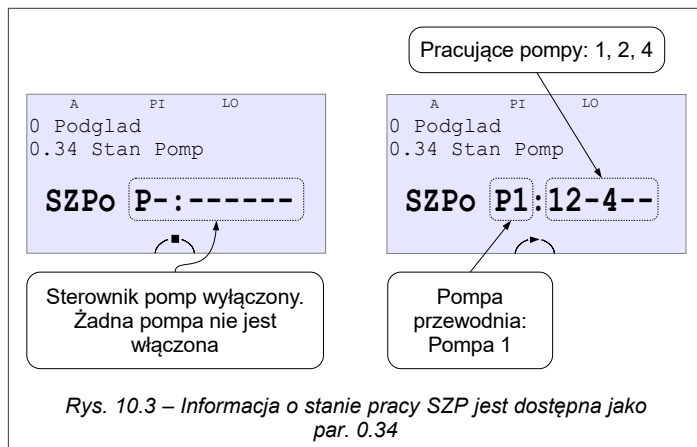 Pracujące pompy: 1, 2, 4
A PI LO
0 Podglad
0.34 Stan Pomp
SZPo P-:------
Sterownik pomp wyłączony.
Żadna pompa nie jest
włączona
A PI LO
0 Podglad
0.34 Stan Pomp
SZPo P1:12-4--
Pompa
przewodnia:
Pompa 1
Rys. 10.3 – Informacja o stanie pracy SZP jest dostępna jako
par. 0.34